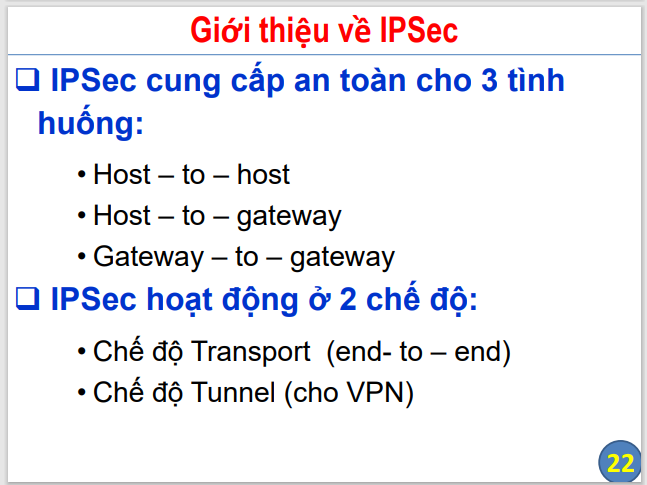 Giới thiệu về IPSec
❑ IPSec cung cấp an toàn cho 3 tình
huống:
• Host – to – host
• Host – to – gateway
• Gateway – to – gateway
❑ IPSec hoạt động ở 2 chế độ:
• Chế độ Transport (end- to – end)
• Chế độ Tunnel (cho VPN)
22